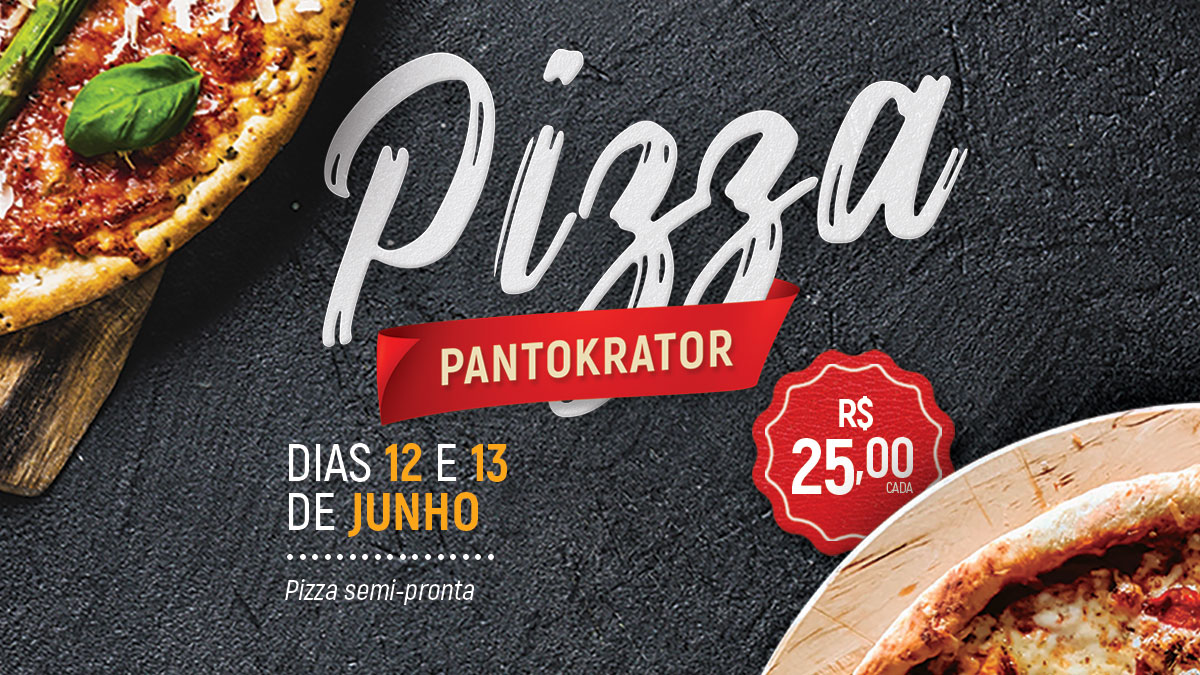 Pizza
PANTOKRATOR
R$
25,00
CADA
DIAS 12 E 13
DE JUNHO
Pizza semi-pronta